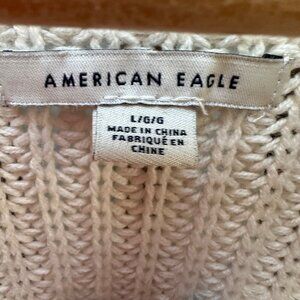 AMERICAN EAGLE
L/G/G
MADE IN CHINA
FABRIQUÉ EN
CHINE